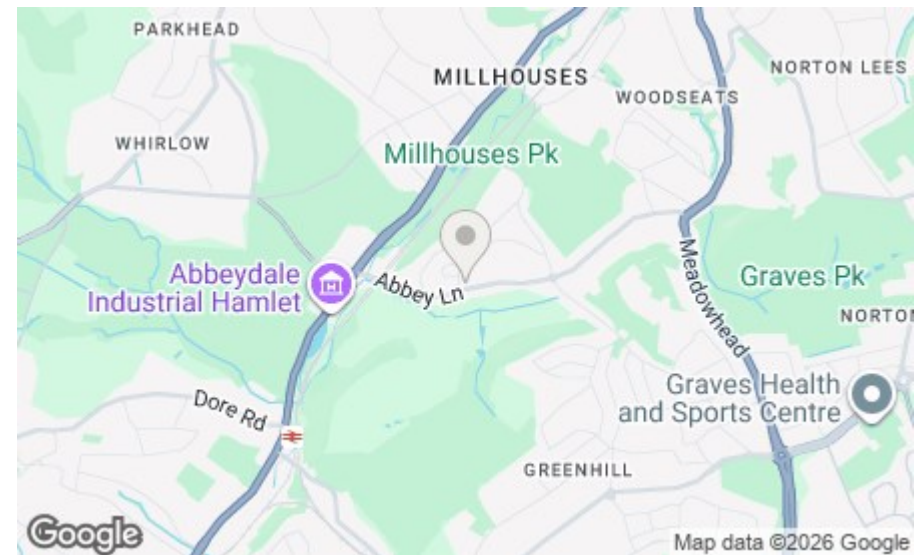 PARKHEAD
MILLHOUSES
NORTON LEES
WOODSEATS
WHIRLOW
Millhouses Pk
Abbeydale
Industrial Hamlet
Abbey Ln
Meadowhead
Graves Pk
NORTON
Dore Rd
Graves Health
and Sports Centre
GREENHILL
Google
Map data ©2026 Google